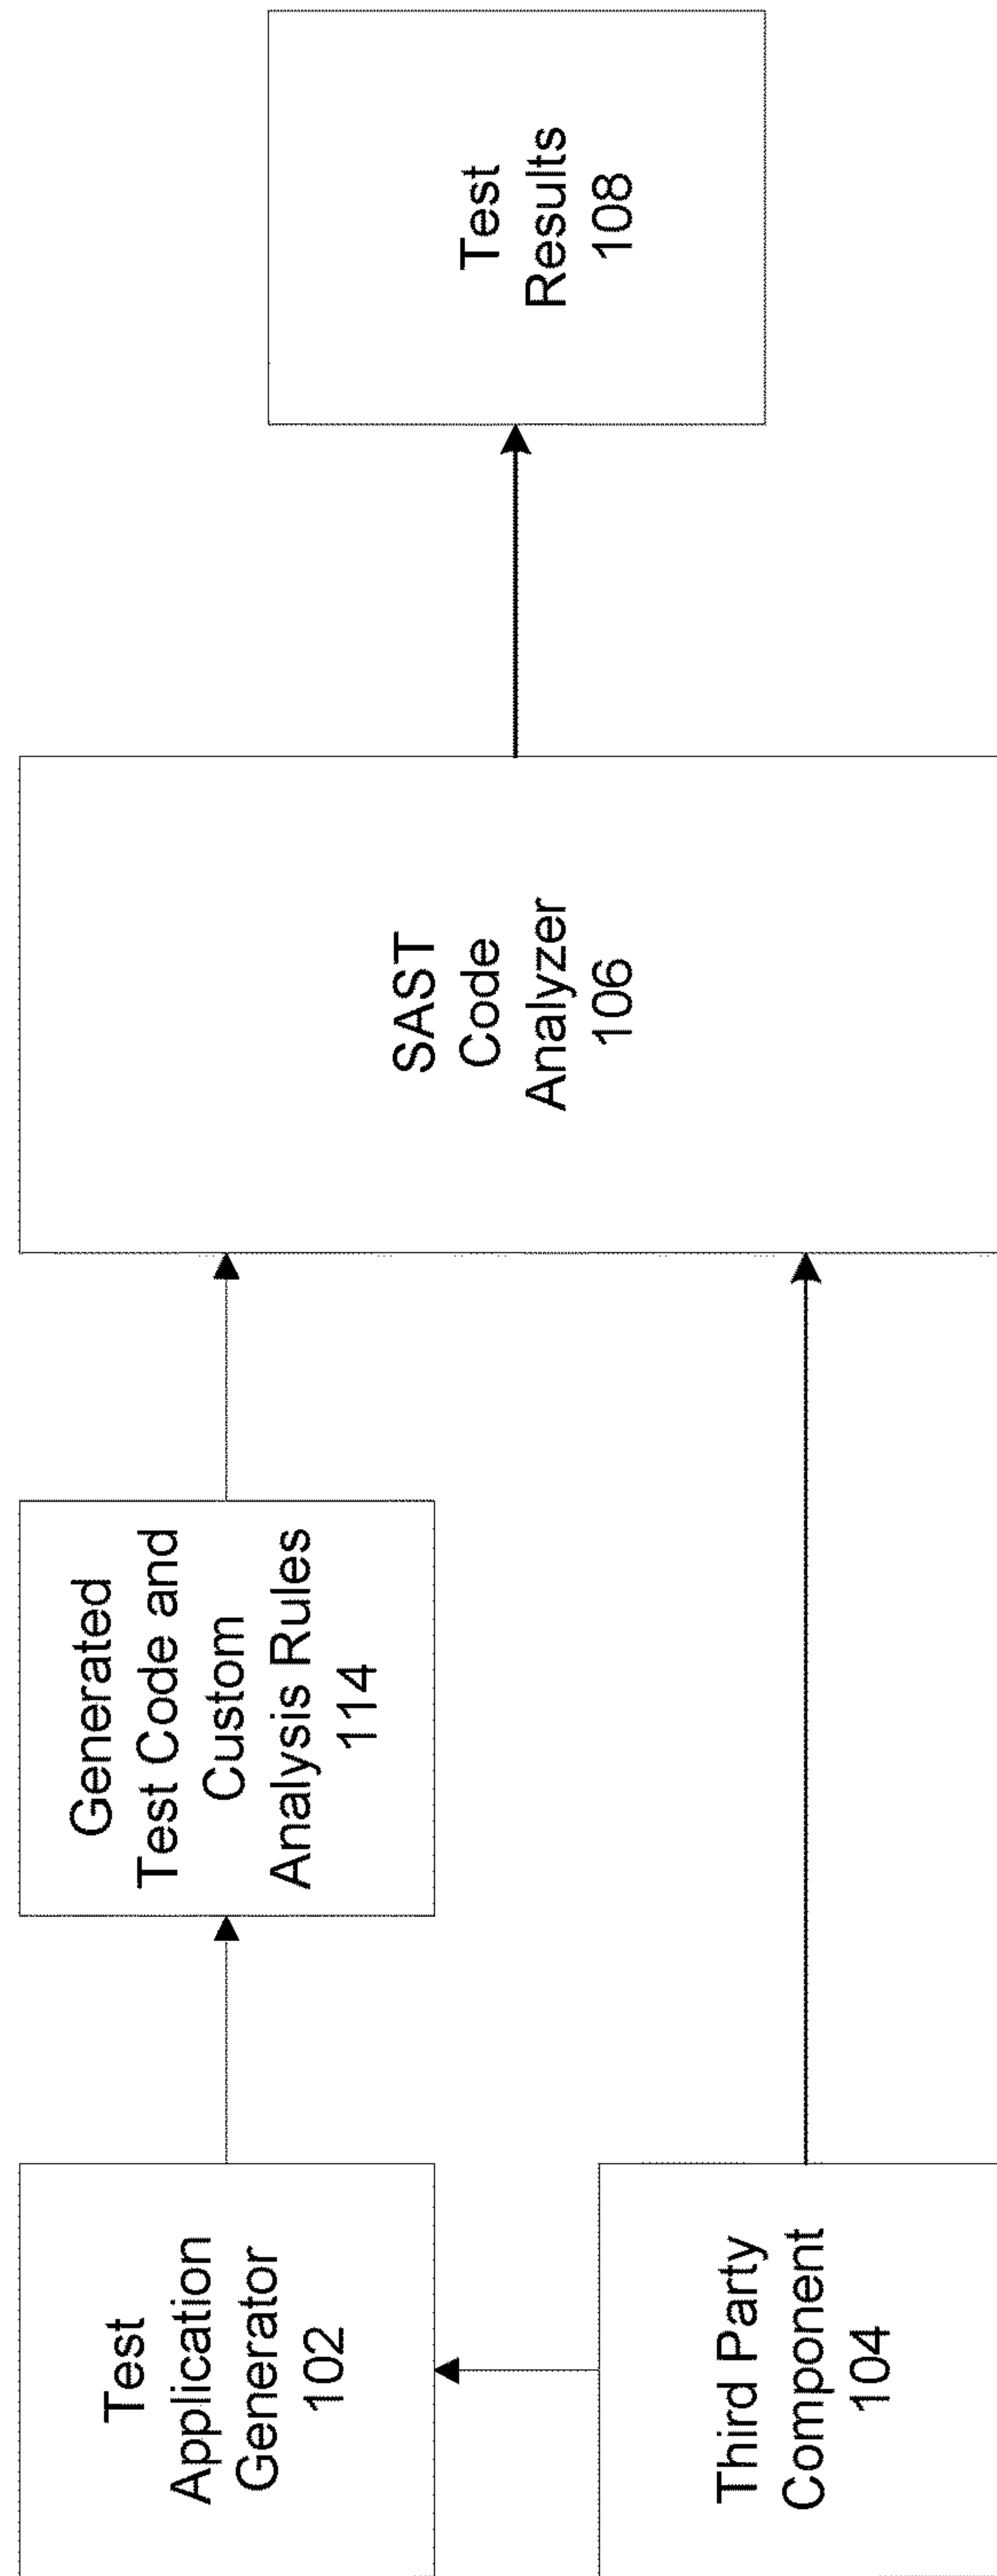 Test
Application
Generator
102
Generated
Test Code and
Custom
Analysis Rules
114
SAST
Code
Analyzer
106
Test
Results
108
Third Party
Component
104